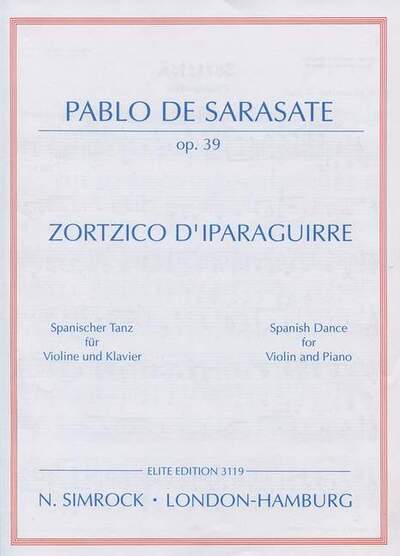 PABLO DE SARASATE
op. 39
ZORTZICO D'IPARAGUIRRE
Spanischer Tanz
für
Violine und Klavier
Spanish Dance
for
Violin and Piano
ELITE EDITION 3119
N. SIMROCK • LONDON-HAMBURG